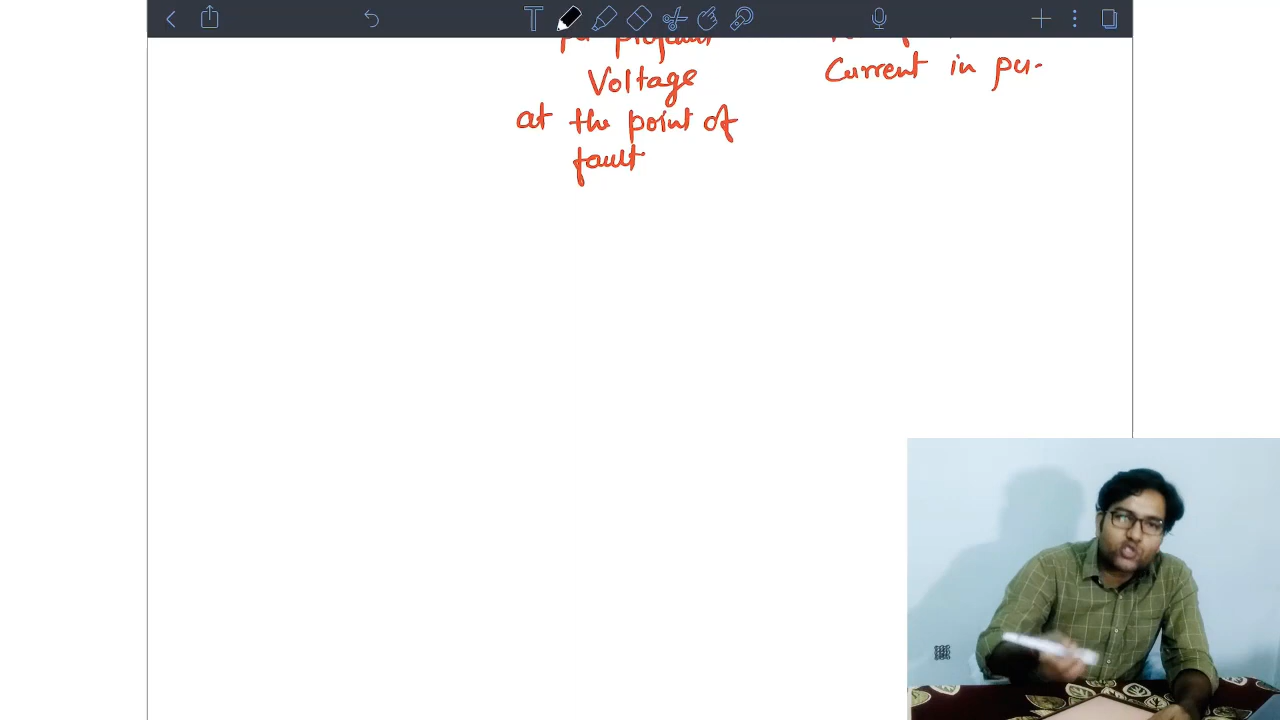 Voltage
at the point of
fault
Current in pu.